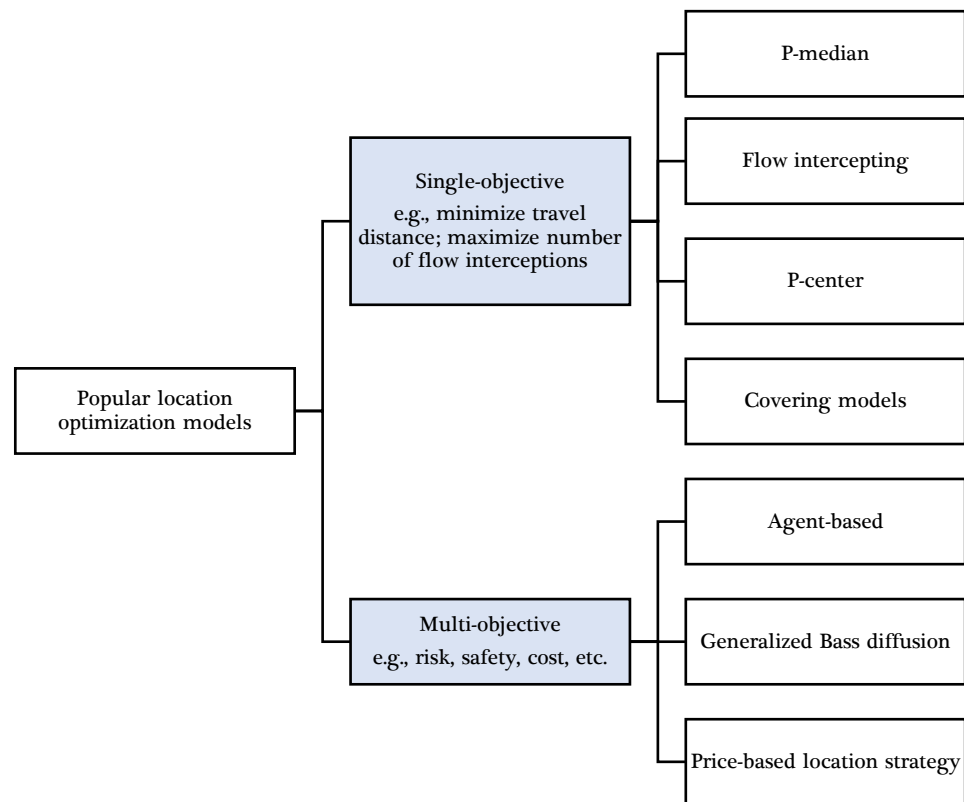 Popular location
optimization models
Single-objective
e.g., minimize travel
distance; maximize number
of flow interceptions
P-median
Flow intercepting
P-center
Covering models
Multi-objective
e.g., risk, safety, cost, etc.
Agent-based
Generalized Bass diffusion
Price-based location strategy